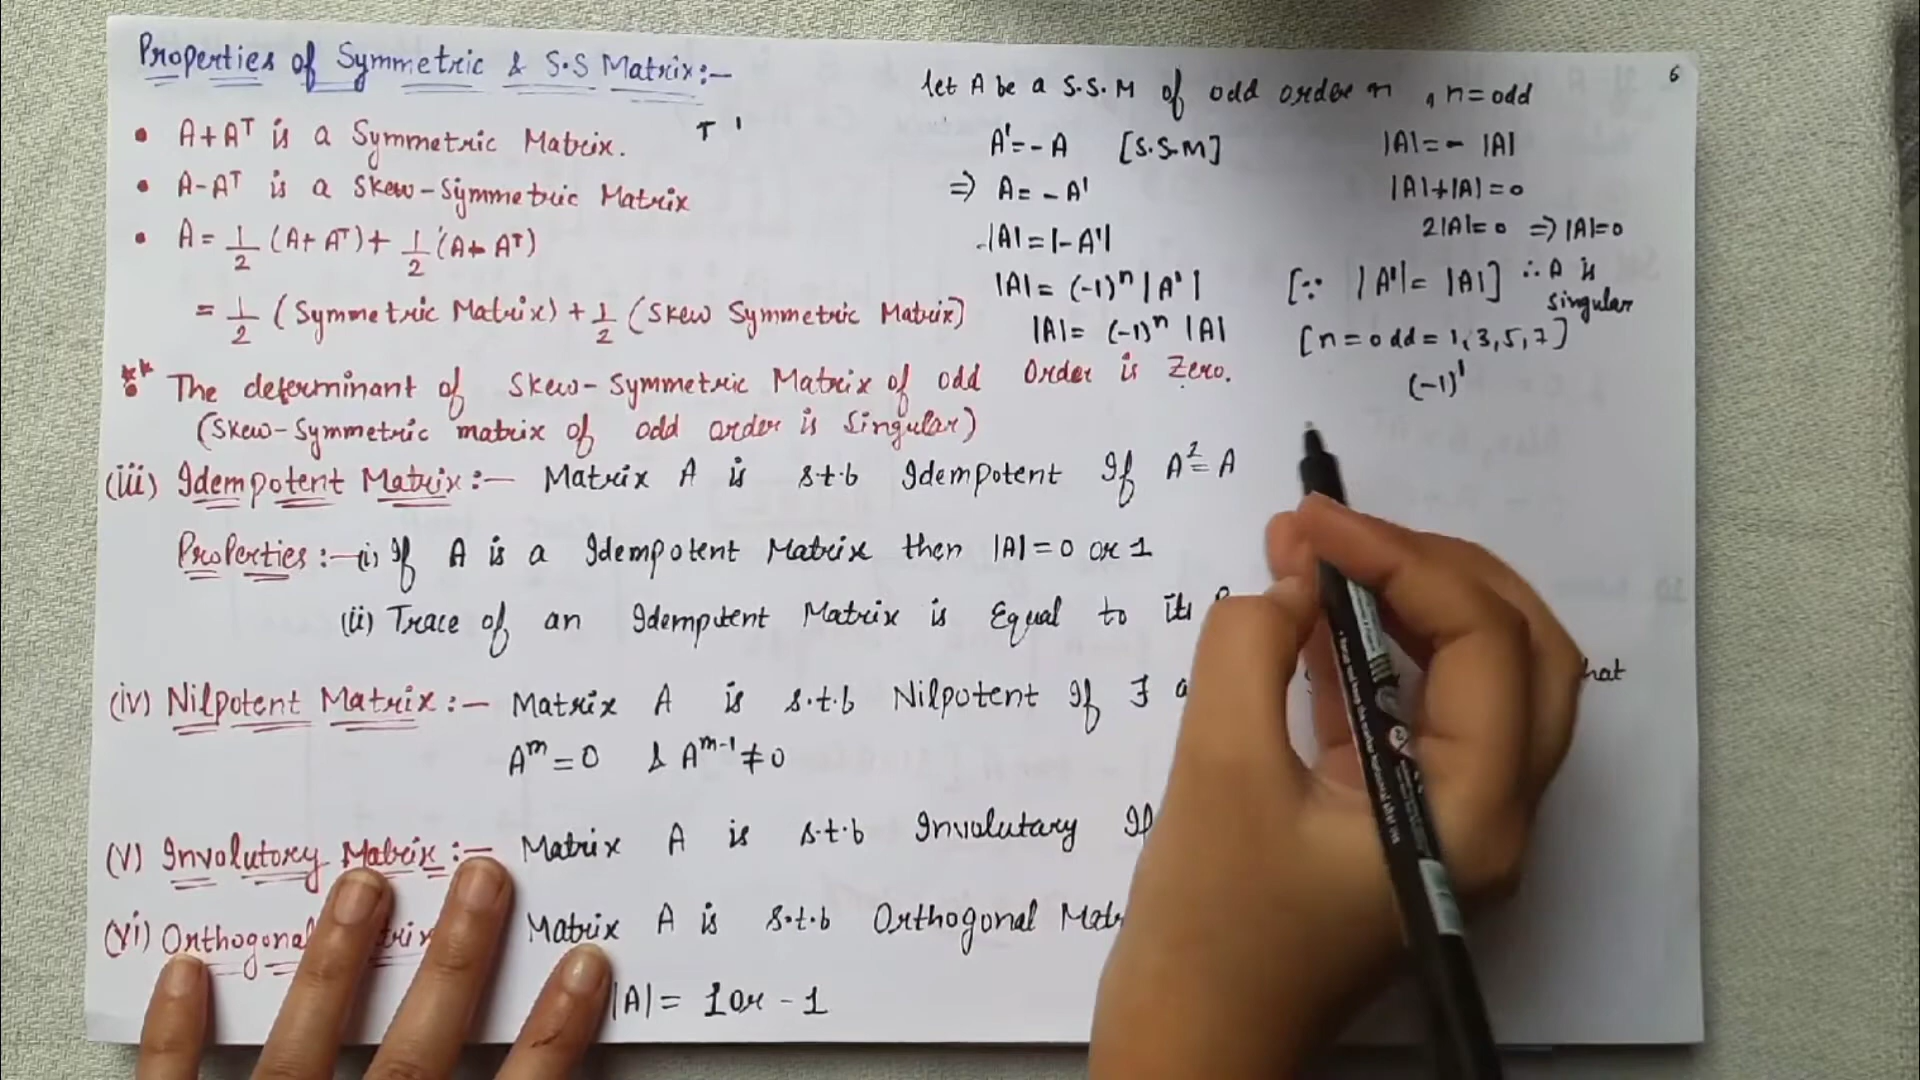 Properties of Symmetric & S.S Matrix:-
• A+Aᵀ is a Symmetric Matrix. T '
• A-Aᵀ is a Skew-Symmetric Matrix
• A = 1/2 (A+Aᵀ) + 1/2 (A-Aᵀ)
= 1/2 (Symmetric Matrix) + 1/2 (Skew Symmetric Matrix)
** The determinant of Skew-Symmetric Matrix of odd Order is Zero.
(Skew-Symmetric matrix of odd order is Singular)
(iii) Idempotent Matrix:- Matrix A is s.t.b Idempotent If A² = A
Properties:- (i) If A is a Idempotent Matrix then |A| = 0 or 1
(ii) Trace of an Idempotent Matrix is Equal to its
(iv) Nilpotent Matrix:- Matrix A is s.t.b Nilpotent If ∃ a
Aᵐ = 0 & Aᵐ⁻¹ ≠ 0
(v) Involutory Matrix:- Matrix A is s.t.b Involutary If
(vi) Orthogonal Matrix A is s.t.b Orthogonal
|A| = 1 or -1
6
let A be a S.S.M of odd order n , n = odd
A' = -A [S.S.M]
=> A = -A'
|A| = |-A'|
|A| = (-1)ⁿ |A'| [∵ |A'| = |A|]
|A| = (-1)ⁿ |A| [n = odd = 1, 3, 5, 7]
(-1)¹
|A| = - |A|
|A| + |A| = 0
2|A| = 0 => |A| = 0
∴ A is
singular